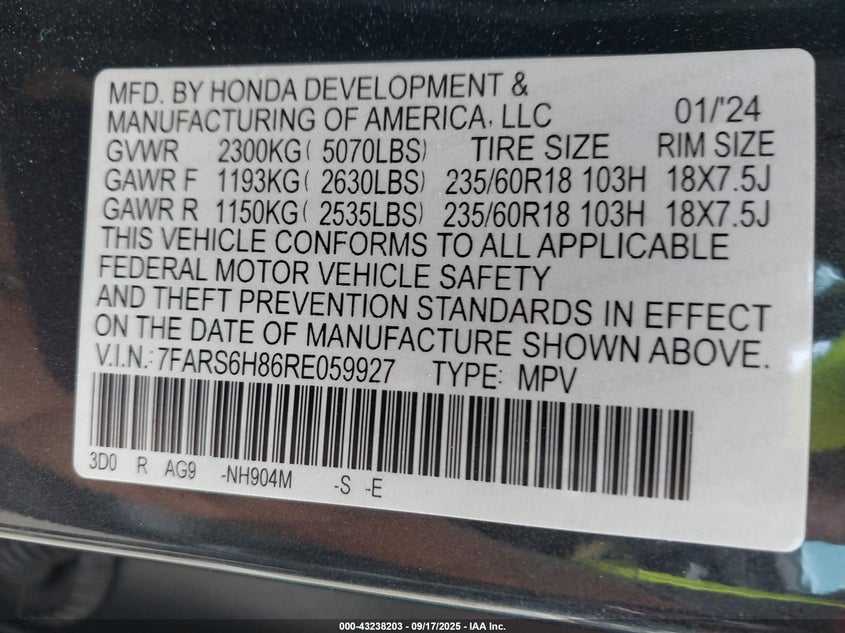 MFD. BY HONDA DEVELOPMENT &
MANUFACTURING OF AMERICA, LLC 01/'24
GVWR 2300KG( 5070LBS) TIRE SIZE RIM SIZE
GAWR F 1193KG( 2630LBS) 235/60R18 103H 18X7.5J
GAWR R 1150KG( 2535LBS) 235/60R18 103H 18X7.5J
THIS VEHICLE CONFORMS TO ALL APPLICABLE
FEDERAL MOTOR VEHICLE SAFETY
AND THEFT PREVENTION STANDARDS IN EFFECT
ON THE DATE OF MANUFACTURE SHOWN ABOVE.
V.I.N.: 7FARS6H86RE059927 TYPE: MPV
3D0 R AG9 -NH904M -S -E
000-43238203 - 09/17/2025 - IAA Inc.